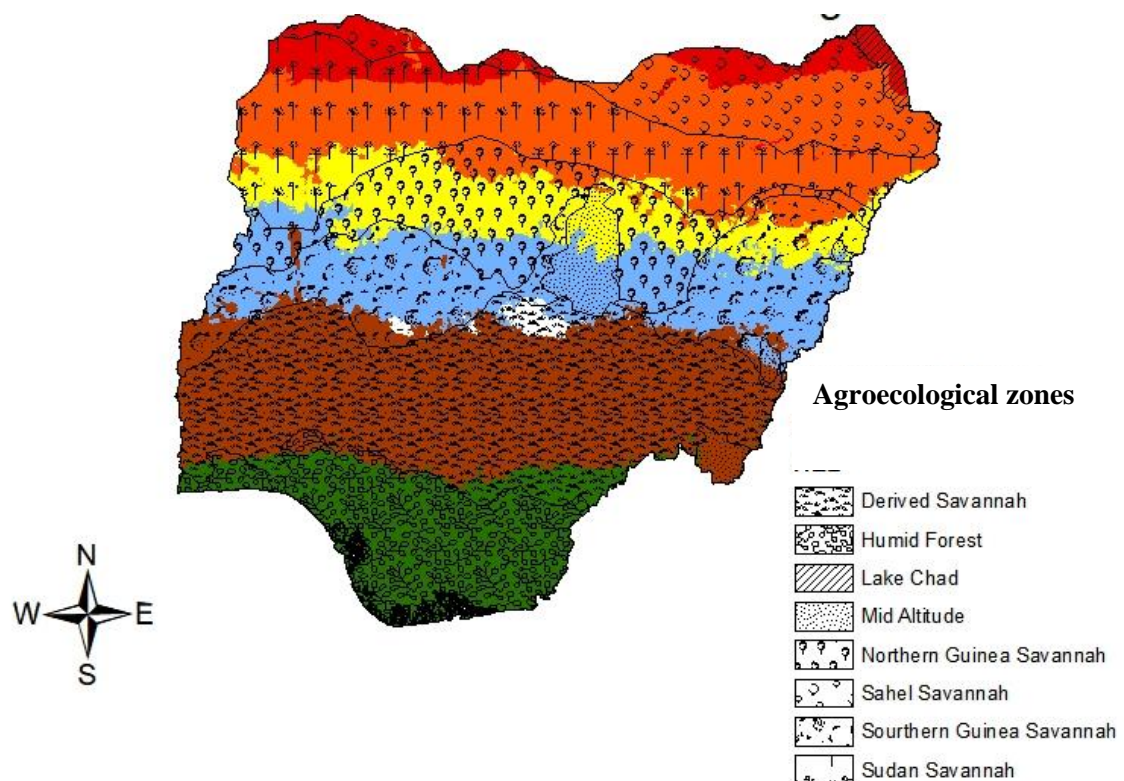 N
W E
S
Agroecological zones
Derived Savannah
Humid Forest
Lake Chad
Mid Altitude
Northern Guinea Savannah
Sahel Savannah
Sourthern Guinea Savannah
Sudan Savannah